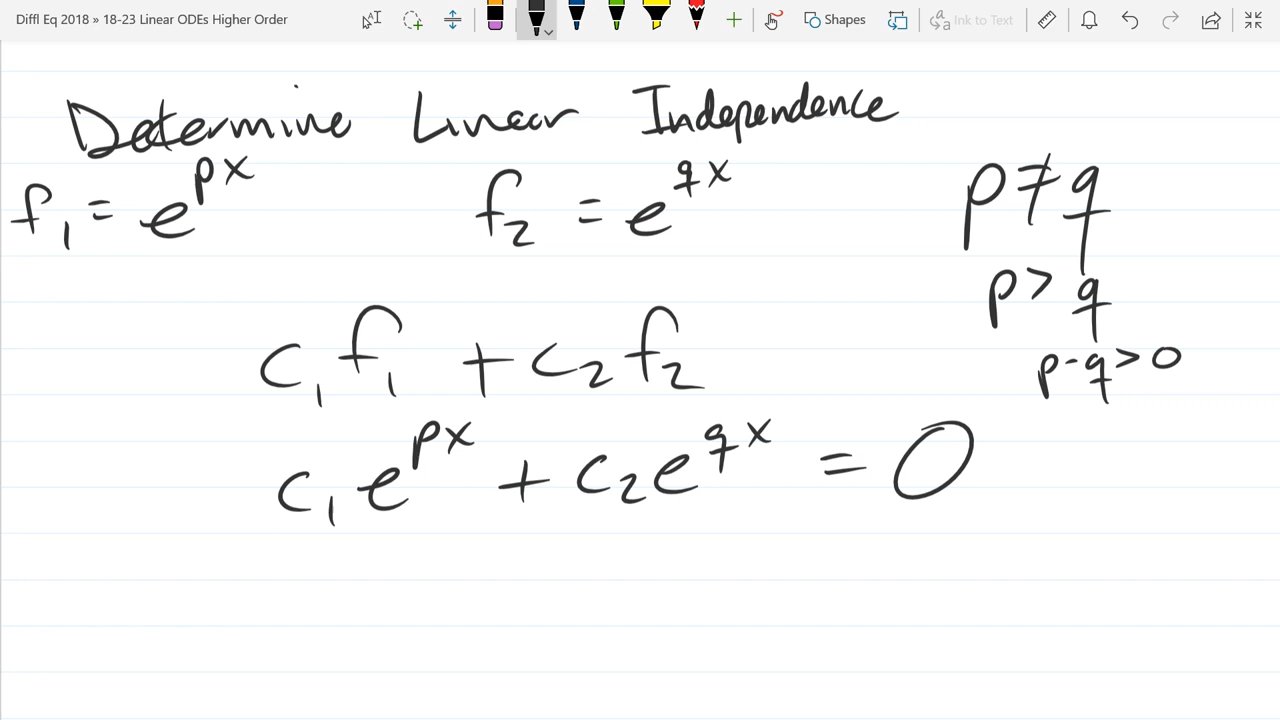 Diffl Eq 2018 » 18-23 Linear ODEs Higher Order Shapes Ink to Text
Determine Linear Independence
f₁ = e^{px} f₂ = e^{qx} p ≠ q
p > q
c₁f₁ + c₂f₂ p-q > 0
c₁e^{px} + c₂e^{qx} = 0